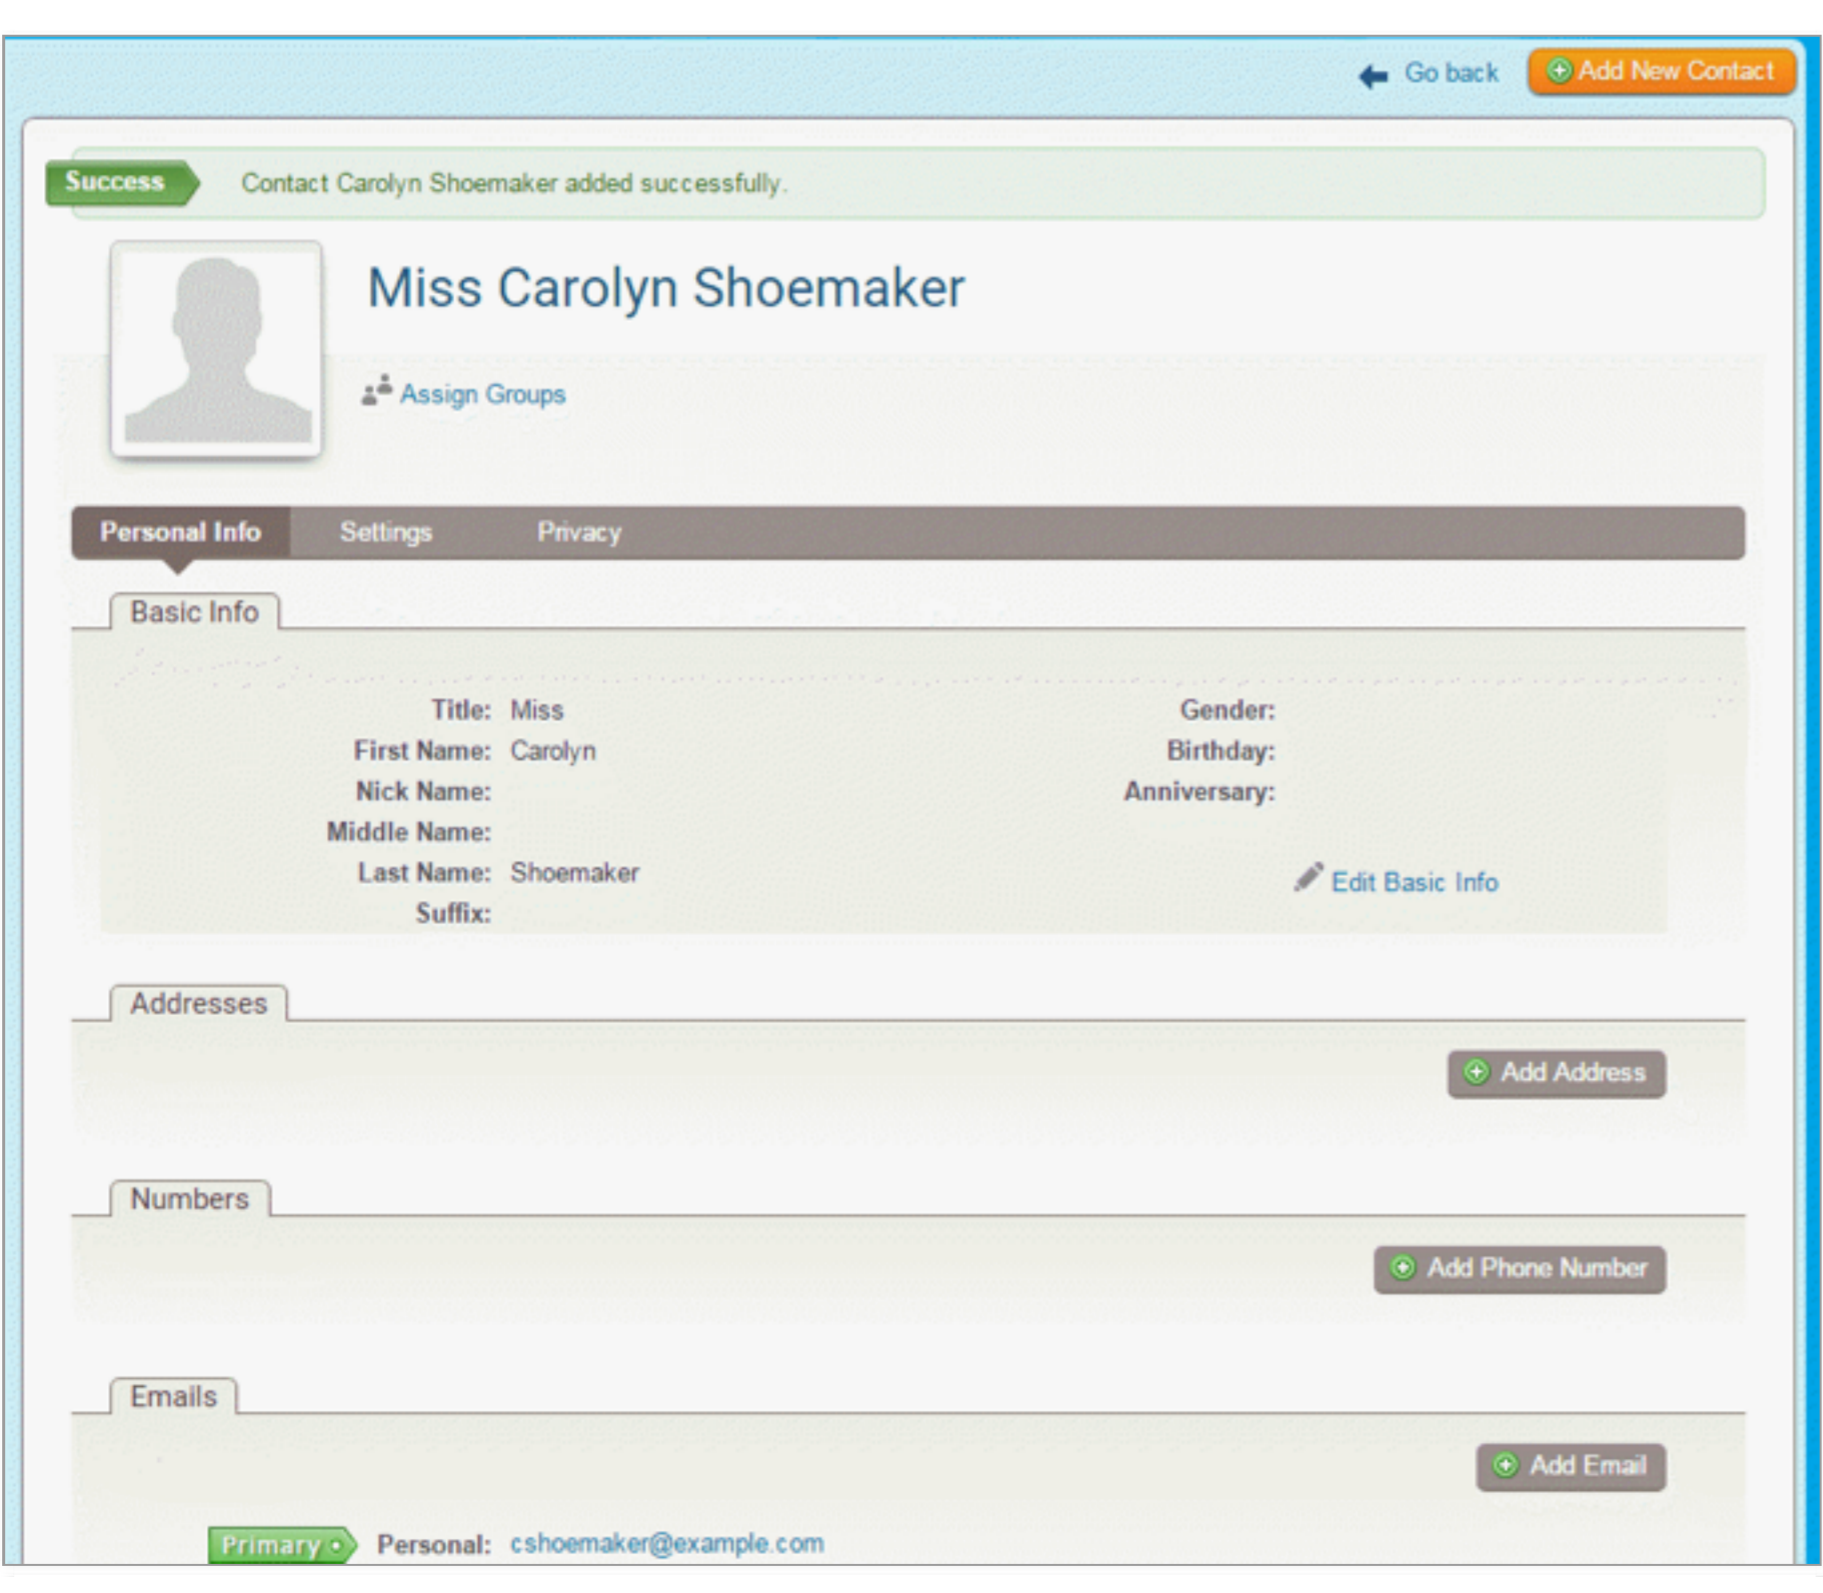 Go back
Add New Contact
Success
Contact Carolyn Shoemaker added successfully.
Miss Carolyn Shoemaker
Assign Groups
Personal Info
Settings
Privacy
Basic Info
Title: Miss
First Name: Carolyn
Nick Name:
Middle Name:
Last Name: Shoemaker
Suffix:
Gender:
Birthday:
Anniversary:
Edit Basic Info
Addresses
Add Address
Numbers
Add Phone Number
Emails
Add Email
Primary
Personal: cshoemaker@example.com